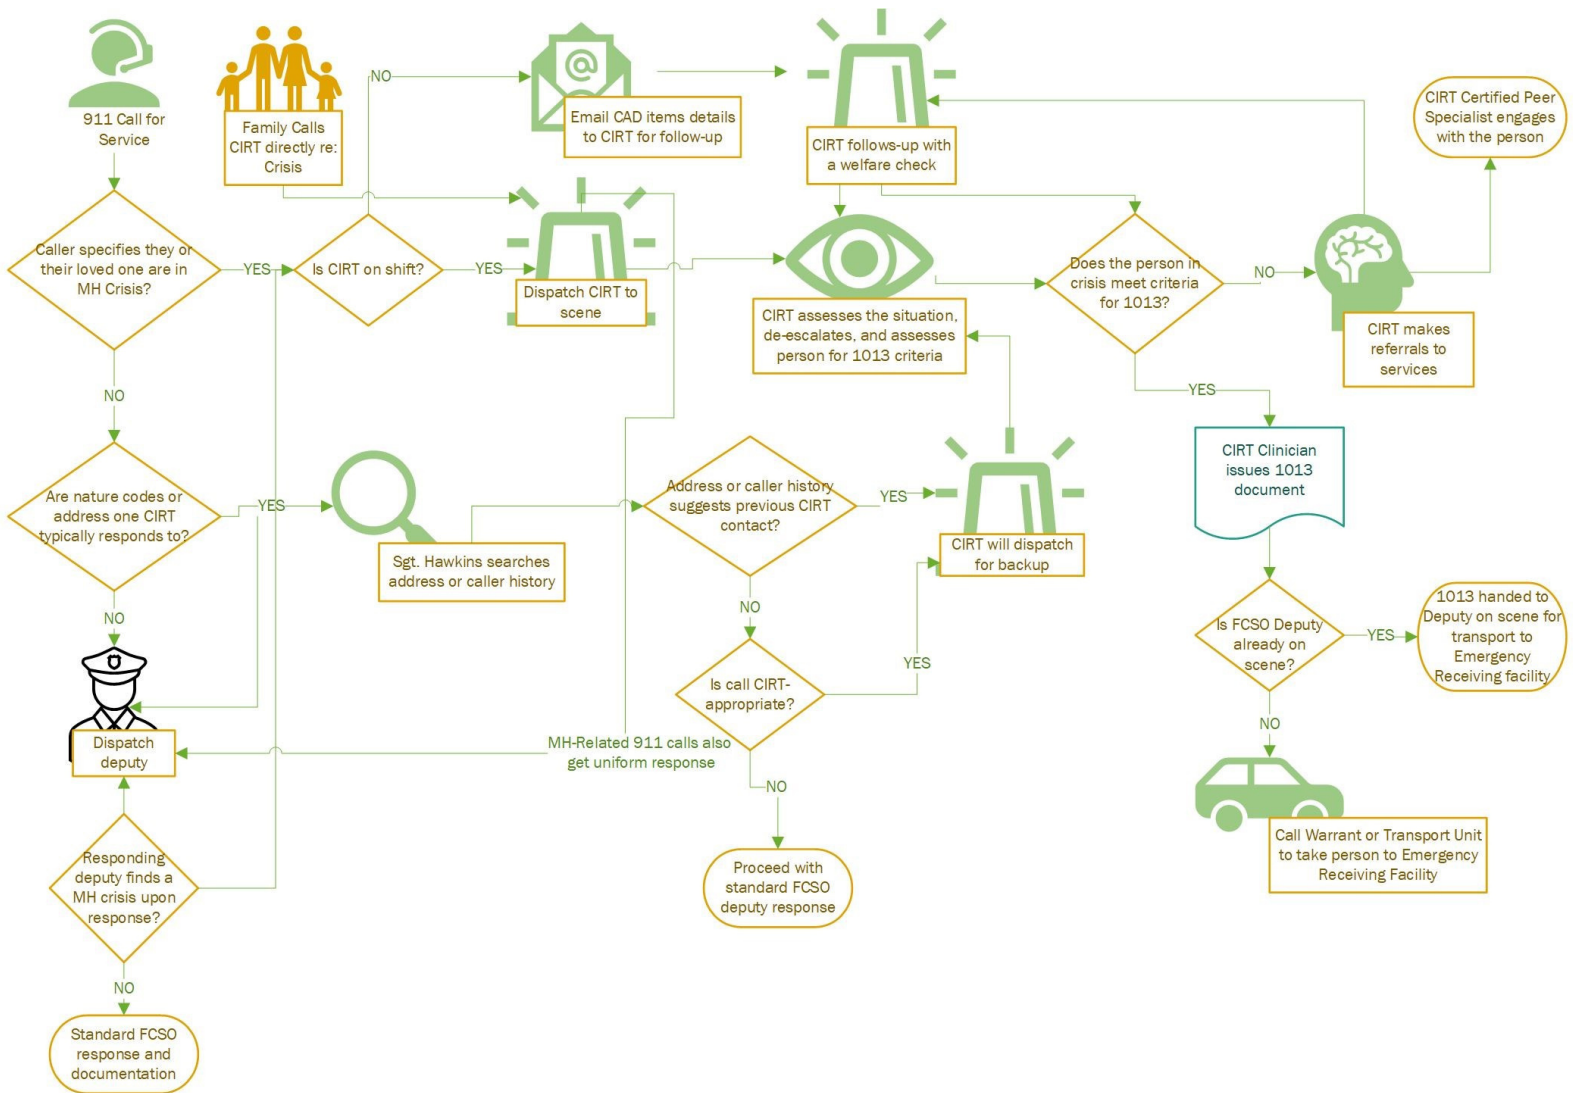 911 Call for
Service
Family Calls
CIRT directly re:
Crisis
NO
Email CAD items details
to CIRT for follow-up
CIRT follows-up with
a welfare check
CIRT Certified Peer
Specialist engages
with the person
Caller specifies they or
their loved one are in
MH Crisis?
YES
Is CIRT on shift?
YES
Dispatch CIRT to
scene
CIRT assesses the situation,
de-escalates, and assesses
person for 1013 criteria
Does the person in
crisis meet criteria
for 1013?
NO
CIRT makes
referrals to
services
YES
NO
Are nature codes or
address one CIRT
typically responds to?
YES
Sgt. Hawkins searches
address or caller history
Address or caller history
suggests previous CIRT
contact?
YES
CIRT will dispatch
for backup
CIRT Clinician
issues 1013
document
NO
NO
Is call CIRT-
appropriate?
YES
Is FCSO Deputy
already on
scene?
YES
1013 handed to
Deputy on scene for
transport to
Emergency
Receiving facility
Dispatch
deputy
MH-Related 911 calls also
get uniform response
NO
NO
Responding
deputy finds a
MH crisis upon
response?
Proceed with
standard FCSO
deputy response
Call Warrant or Transport Unit
to take person to Emergency
Receiving Facility
NO
Standard FCSO
response and
documentation